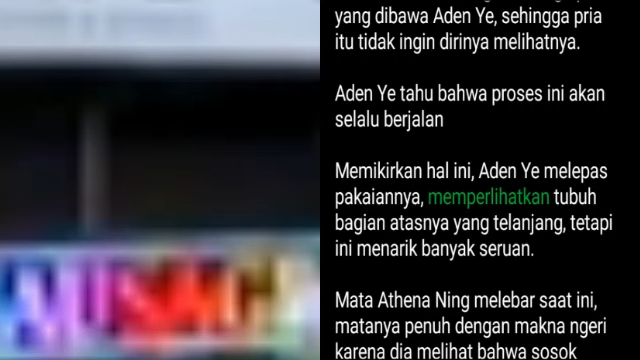 yang dibawa Aden Ye, sehingga pria
itu tidak ingin dirinya melihatnya.
Aden Ye tahu bahwa proses ini akan
selalu berjalan
Memikirkan hal ini, Aden Ye melepas
pakaiannya, memperlihatkan tubuh
bagian atasnya yang telanjang, tetapi
ini menarik banyak seruan.
Mata Athena Ning melebar saat ini,
matanya penuh dengan makna ngeri
karena dia melihat bahwa sosok